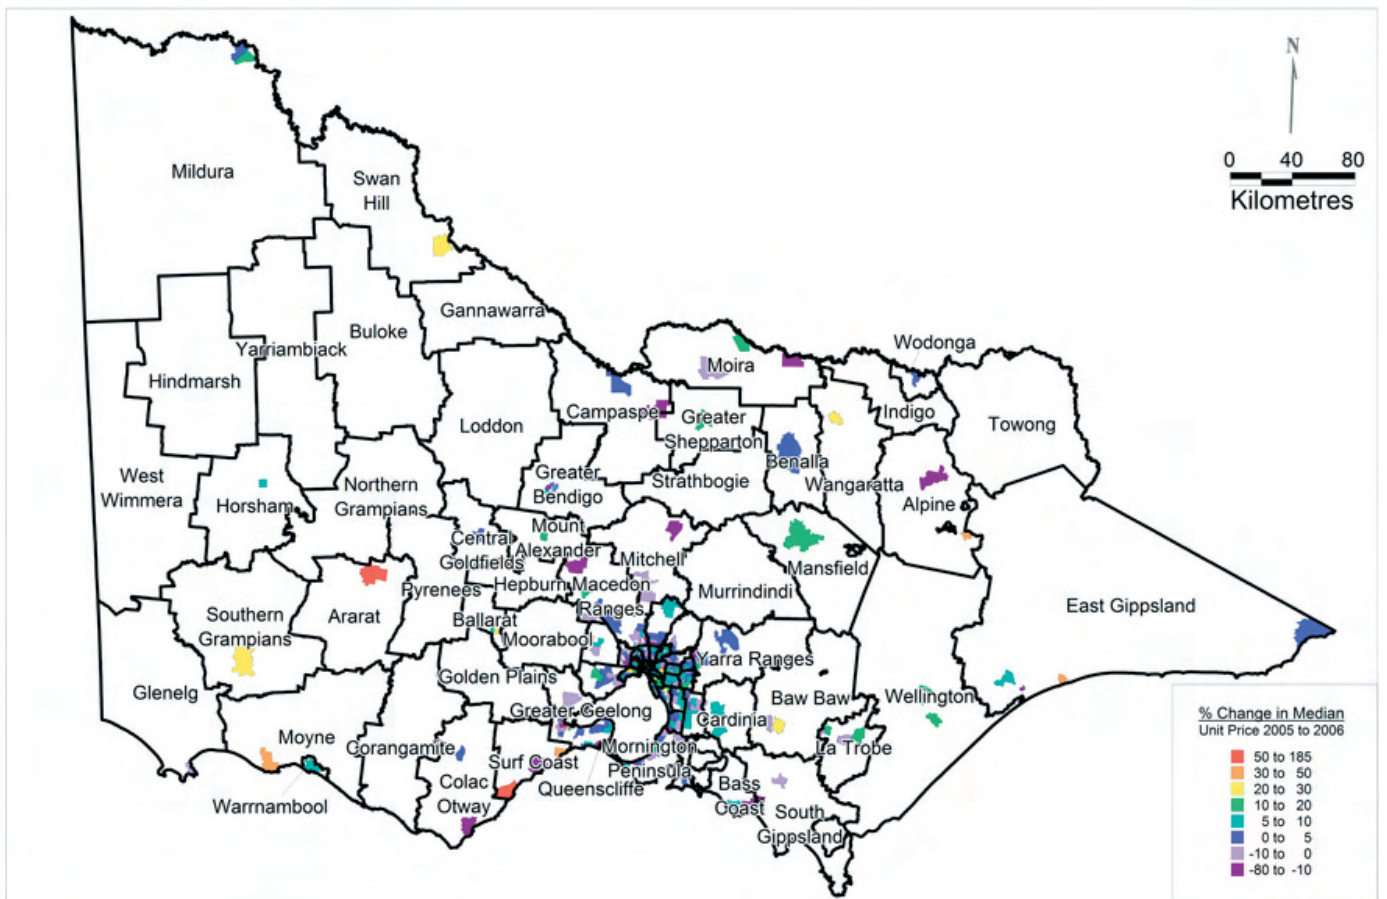 N
0 40 80
Kilometres
Mildura
Swan
Hill
Gannawarra
Buloke
Yarriambiack
Hindmarsh
Loddon
Campaspe
Moira
Wodonga
Indigo
Towong
Greater
Shepparton
Benalla
Wangaratta
Alpine
West
Wimmera
Horsham
Northern
Grampians
Greater
Bendigo
Strathbogie
Central
Goldfields
Mount
Alexander
Mitchell
Murrindindi
Mansfield
East Gippsland
Southern
Grampians
Ararat
Pyrenees
Hepburn
Macedon
Ranges
Ballarat
Moorabool
Yarra Ranges
Glenelg
Golden Plains
Greater Geelong
Cardinia
Baw Baw
Wellington
La Trobe
Moyne
Corangamite
Surf Coast
Mornington
Peninsula
Queenscliffe
Colac
Otway
Warrnambool
Bass
Coast
South
Gippsland
% Change in Median
Unit Price 2005 to 2006
50 to 185
30 to 50
20 to 30
10 to 20
5 to 10
0 to 5
-10 to 0
-80 to -10